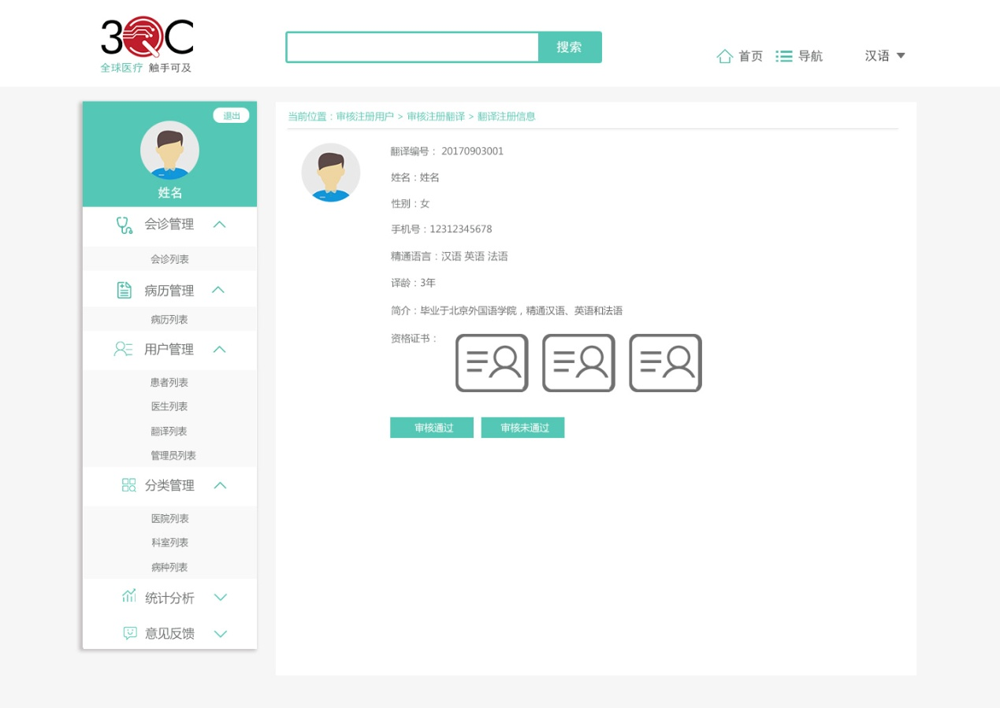 3QC
全球医疗 触手可及
搜索
首页
导航
汉语
退出
姓名
会诊管理
会诊列表
病历管理
病历列表
用户管理
患者列表
医生列表
翻译列表
管理员列表
分类管理
医院列表
科室列表
病种列表
统计分析
意见反馈
当前位置：审核注册用户 > 审核注册翻译 > 翻译注册信息
翻译编号： 20170903001
姓名：姓名
性别：女
手机号：12312345678
精通语言：汉语 英语 法语
译龄：3年
简介：毕业于北京外国语学院，精通汉语、英语和法语
资格证书：
审核通过
审核未通过